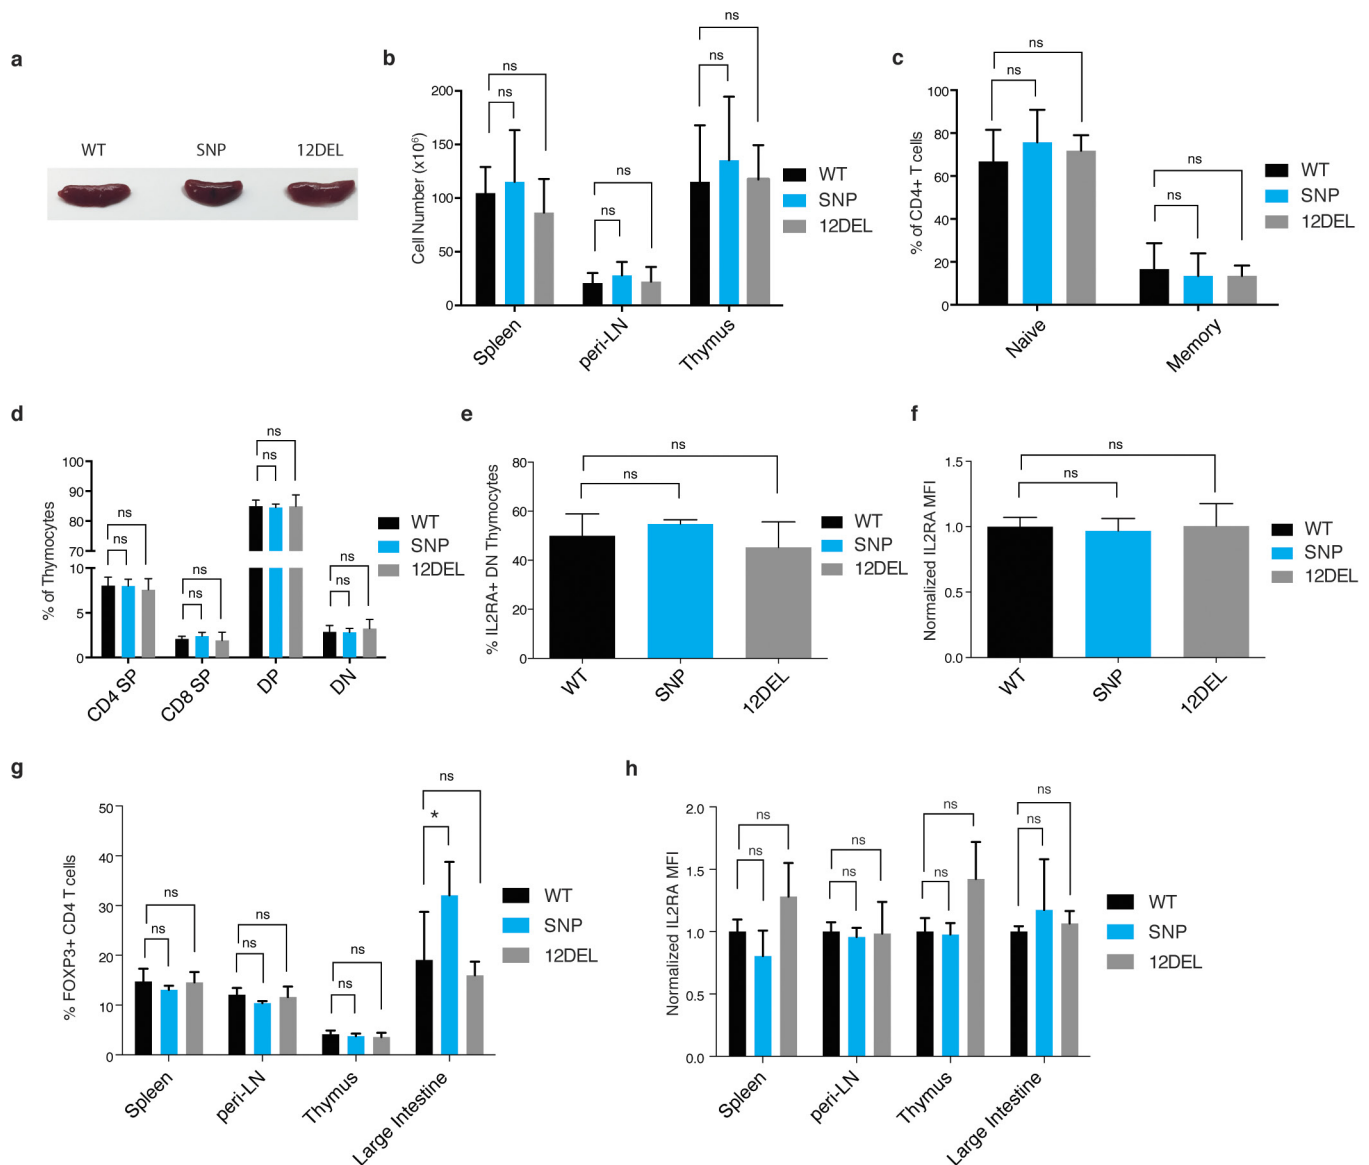 a
WT SNP 12DEL
b
Cell Number (x10⁶)
200
150
100
50
0
ns
ns
ns
ns
ns
ns
Spleen
peri-LN
Thymus
WT
SNP
12DEL
c
% of CD4+ T cells
100
80
60
40
20
0
ns
ns
ns
ns
Naive
Memory
WT
SNP
12DEL
d
% of Thymocytes
100
90
80
70
10
5
0
ns
ns
ns
ns
ns
ns
ns
ns
CD4 SP
CD8 SP
DP
DN
WT
SNP
12DEL
e
% IL2RA+ DN Thymocytes
80
60
40
20
0
ns
ns
WT
SNP
12DEL
WT
SNP
12DEL
f
Normalized IL2RA MFI
1.5
1.0
0.5
0.0
ns
ns
WT
SNP
12DEL
WT
SNP
12DEL
g
% FOXP3+ CD4 T cells
50
40
30
20
10
0
ns
ns
ns
ns
ns
ns
ns
*
Spleen
peri-LN
Thymus
Large Intestine
WT
SNP
12DEL
h
Normalized IL2RA MFI
2.0
1.5
1.0
0.5
0.0
ns
ns
ns
ns
ns
ns
ns
ns
Spleen
peri-LN
Thymus
Large Intestine
WT
SNP
12DEL